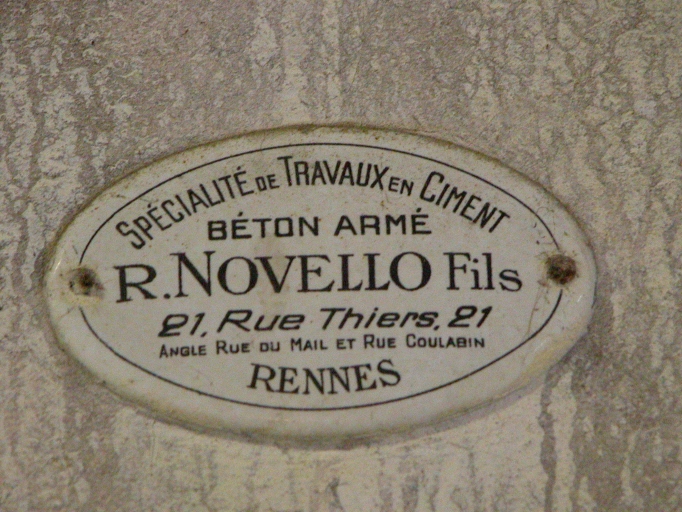 SPÉCIALITÉ DE TRAVAUX EN CIMENT
BÉTON ARMÉ
R. NOVELLO Fils
21, Rue Thiers, 21
ANGLE RUE DU MAIL ET RUE COULABIN
RENNES